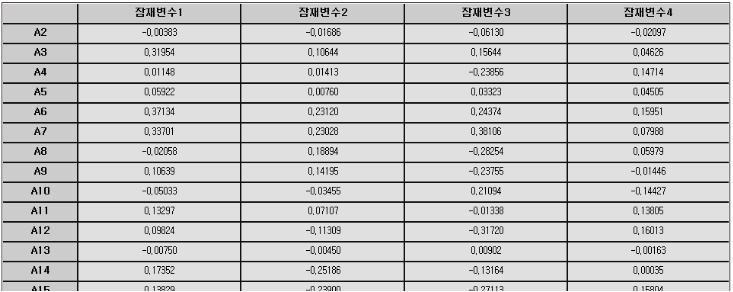 잠재변수1 잠재변수2 잠재변수3 잠재변수4
A2 -0,00383 -0,01686 -0,06130 -0,02097
A3 0,31954 0,10644 0,15644 0,04626
A4 0,01148 0,01413 -0,23856 0,14714
A5 0,05922 0,00760 0,03323 0,04505
A6 0,37134 0,23120 0,24374 0,15951
A7 0,33701 0,23028 0,38106 0,07988
A8 -0,02058 0,18894 -0,28254 0,05979
A9 0,10639 0,14195 -0,23755 -0,01446
A10 -0,05033 -0,03455 0,21094 -0,14427
A11 0,13297 0,07107 -0,01338 0,13805
A12 0,09824 -0,11309 -0,31720 0,16013
A13 -0,00750 -0,00450 0,00902 -0,00163
A14 0,17352 -0,25186 -0,13164 0,00035
A15 0,13829 -0,23900 -0,27113 0,15804